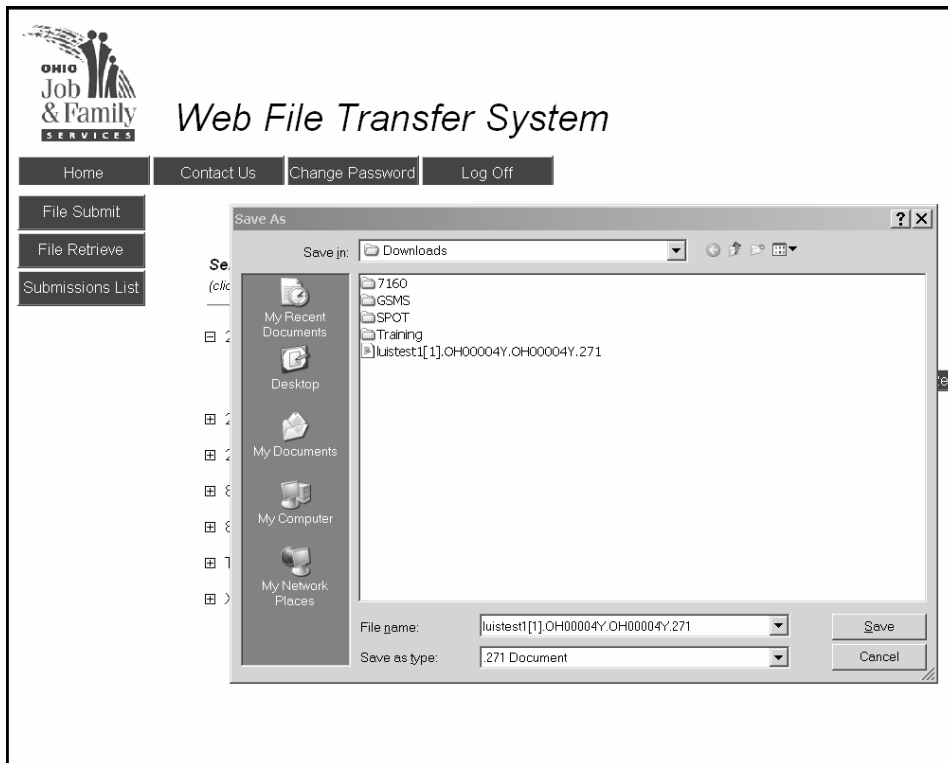 OHIO
Job
& Family
SERVICES
Web File Transfer System
Home Contact Us Change Password Log Off
File Submit
File Retrieve
Submissions List
Save As
Save in: Downloads
7160
GSMS
SPOT
Training
luistest1[1].OH00004Y.OH00004Y.271
My Recent
Documents
Desktop
My Documents
My Computer
My Network
Places
File name: luistest1[1].OH00004Y.OH00004Y.271 Save
Save as type: .271 Document Cancel